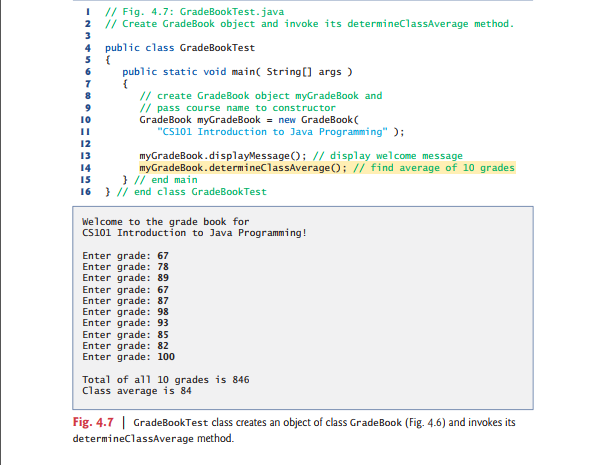 1 // Fig. 4.7: GradeBookTest.java
2 // Create GradeBook object and invoke its determineClassAverage method.
3
4 public class GradeBookTest
5 {
6 public static void main( String[] args )
7 {
8 // create GradeBook object myGradeBook and
9 // pass course name to constructor
10 GradeBook myGradeBook = new GradeBook(
11 "CS101 Introduction to Java Programming" );
12
13 myGradeBook.displayMessage(); // display welcome message
14 myGradeBook.determineClassAverage(); // find average of 10 grades
15 } // end main
16 } // end class GradeBookTest
Welcome to the grade book for
CS101 Introduction to Java Programming!
Enter grade: 67
Enter grade: 78
Enter grade: 89
Enter grade: 67
Enter grade: 87
Enter grade: 98
Enter grade: 93
Enter grade: 85
Enter grade: 82
Enter grade: 100
Total of all 10 grades is 846
Class average is 84
Fig. 4.7 | GradeBookTest class creates an object of class GradeBook (Fig. 4.6) and invokes its
determineClassAverage method.